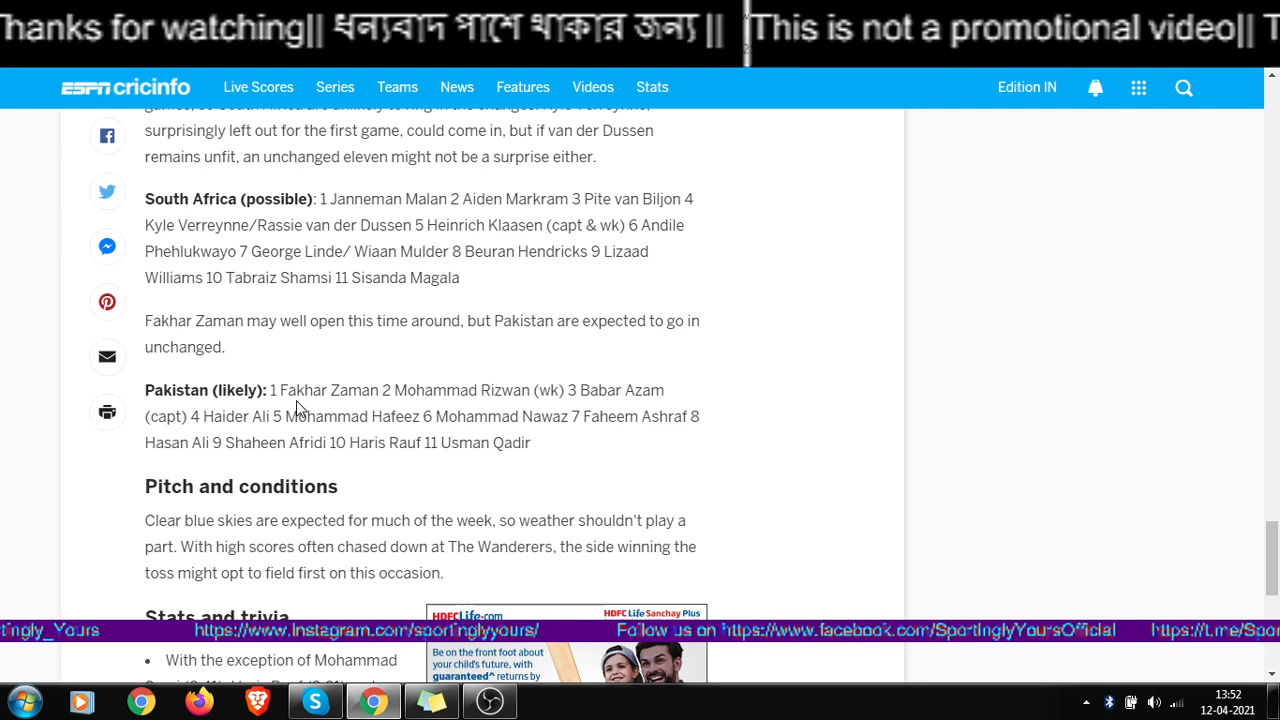 hanks for watching|| ধন্যবাদ পাশে থাকার জন্য ||
This is not a promotional video|| T
ESPN cricinfo
Live Scores
Series
Teams
News
Features
Videos
Stats
Edition IN
surprisingly left out for the first game, could come in, but if van der Dussen
remains unfit, an unchanged eleven might not be a surprise either.
South Africa (possible): 1 Janneman Malan 2 Aiden Markram 3 Pite van Biljon 4
Kyle Verreynne/Rassie van der Dussen 5 Heinrich Klaasen (capt & wk) 6 Andile
Phehlukwayo 7 George Linde/ Wiaan Mulder 8 Beuran Hendricks 9 Lizaad
Williams 10 Tabraiz Shamsi 11 Sisanda Magala
Fakhar Zaman may well open this time around, but Pakistan are expected to go in
unchanged.
Pakistan (likely): 1 Fakhar Zaman 2 Mohammad Rizwan (wk) 3 Babar Azam
(capt) 4 Haider Ali 5 Mohammad Hafeez 6 Mohammad Nawaz 7 Faheem Ashraf 8
Hasan Ali 9 Shaheen Afridi 10 Haris Rauf 11 Usman Qadir
Pitch and conditions
Clear blue skies are expected for much of the week, so weather shouldn't play a
part. With high scores often chased down at The Wanderers, the side winning the
toss might opt to field first on this occasion.
Stats and trivia
HDFCLife.com
HDFC Life Sanchay Plus
tingly_Yours
https://www.instagram.com/sportinglyyours/
Follow us on https://www.facebook.com/SportInglyYoursOfficial
https://t.me/Spo
With the exception of Mohammad
Be on the front foot about
your child's future, with
guaranteed^ returns by
13:52
12-04-2021